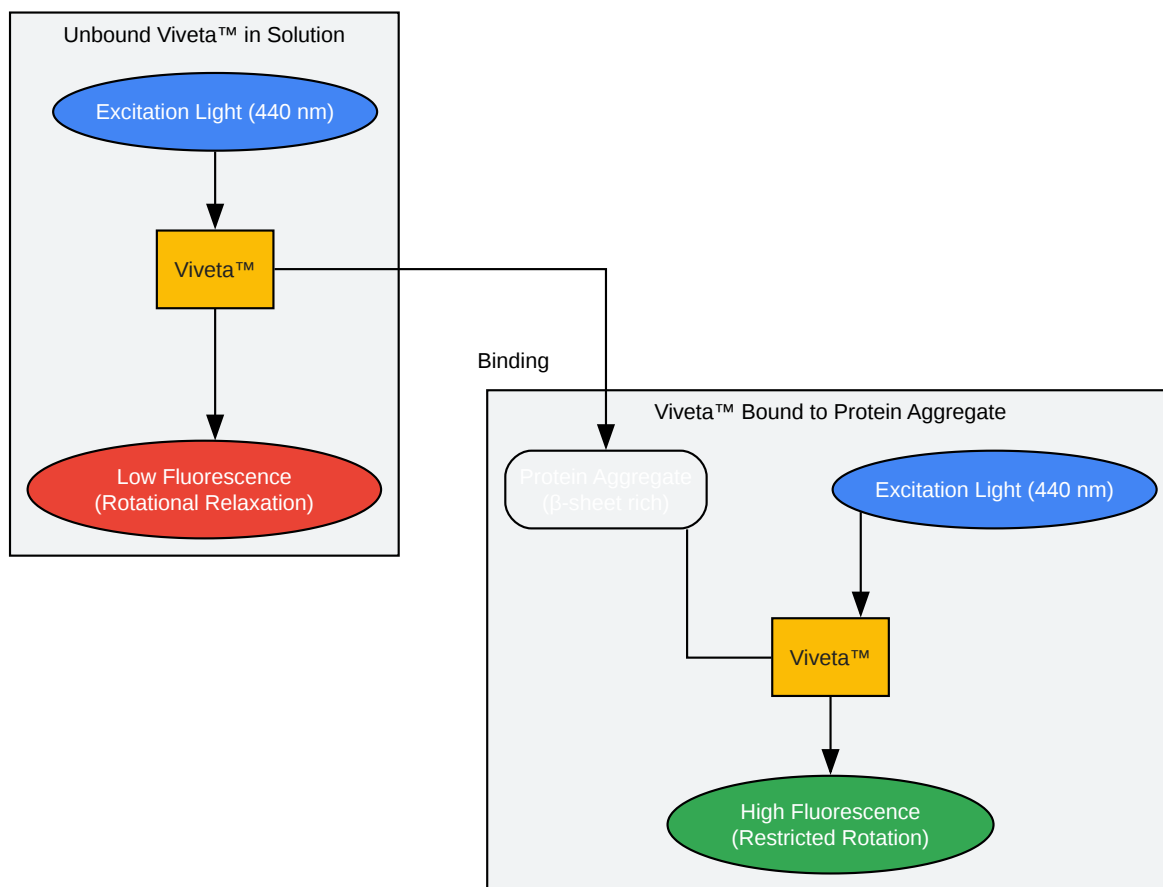 Unbound Viveta™ in Solution
Excitation Light (440 nm)
Viveta™
Low Fluorescence
(Rotational Relaxation)
Binding
Viveta™ Bound to Protein Aggregate
Protein Aggregate
(β-sheet rich)
Excitation Light (440 nm)
Viveta™
High Fluorescence
(Restricted Rotation)